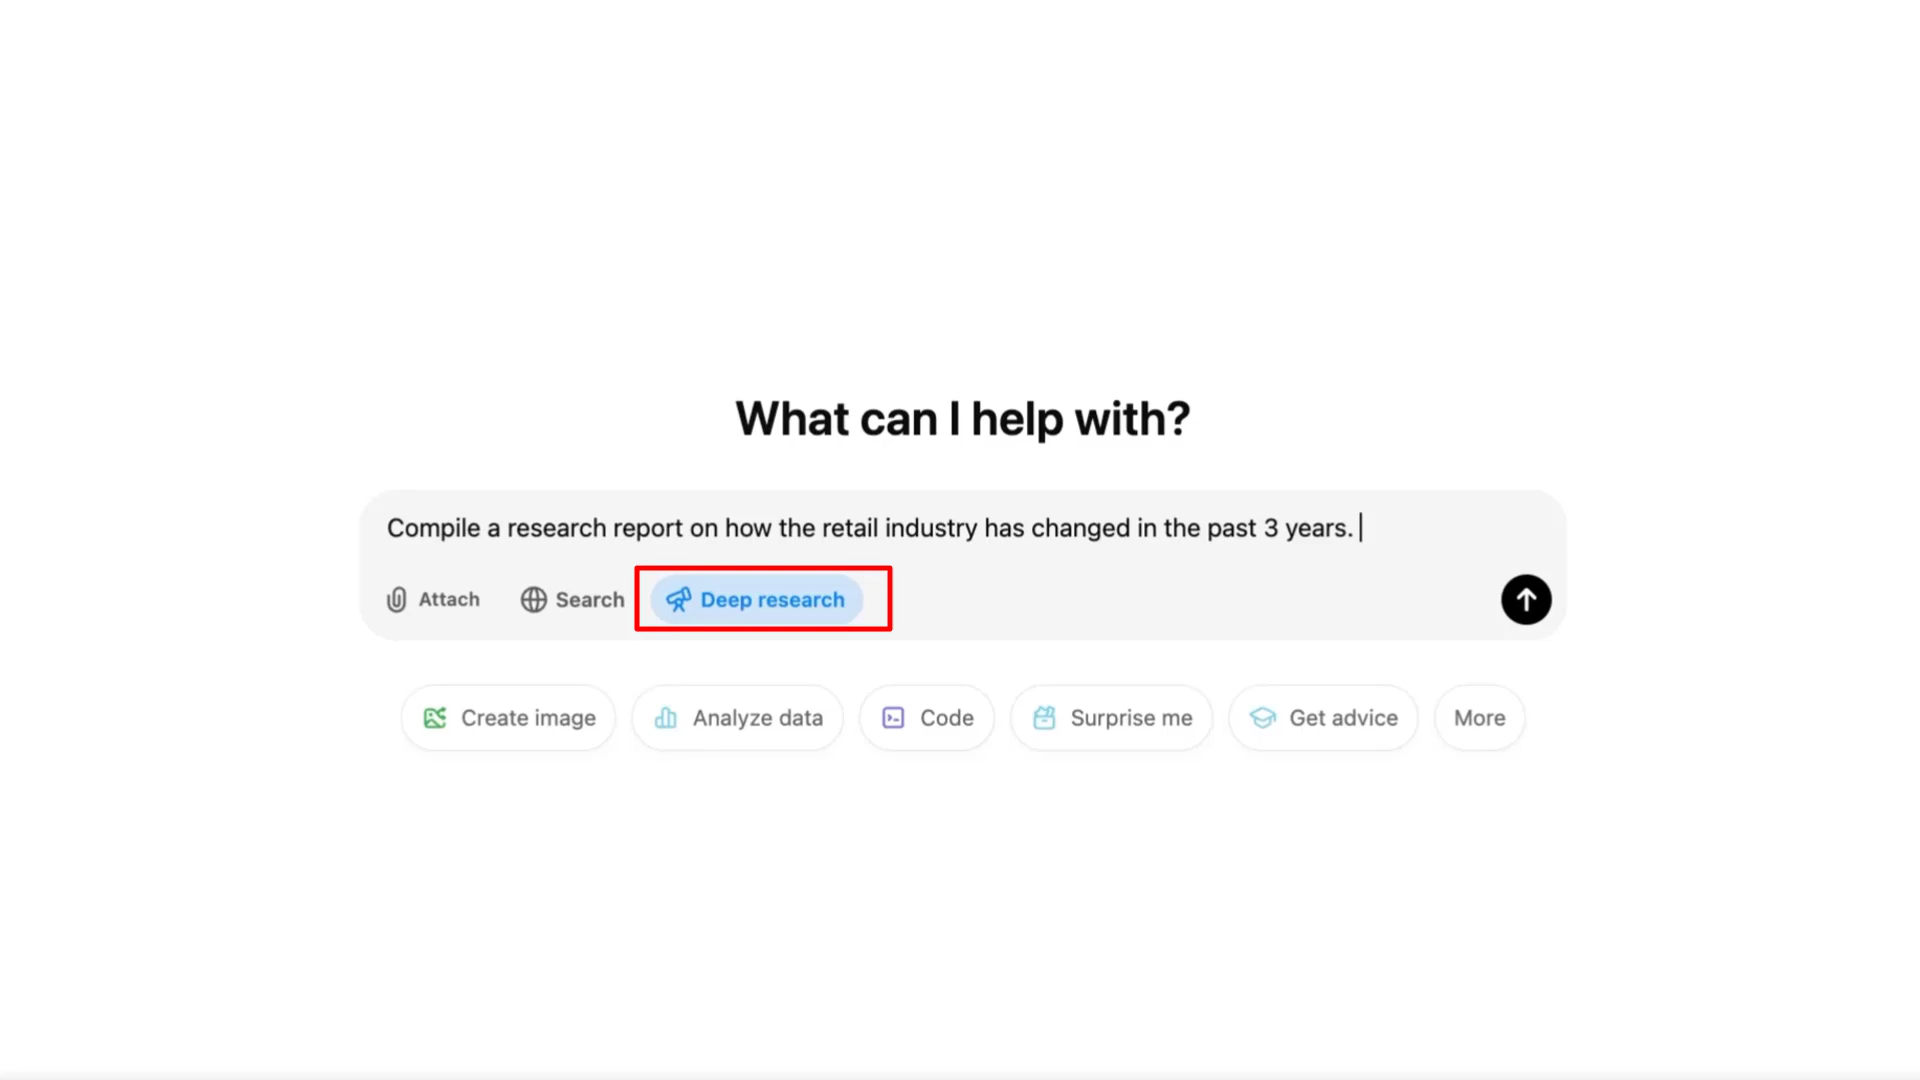 What can I help with?
Compile a research report on how the retail industry has changed in the past 3 years.
Attach Search Deep research
Create image Analyze data Code Surprise me Get advice More